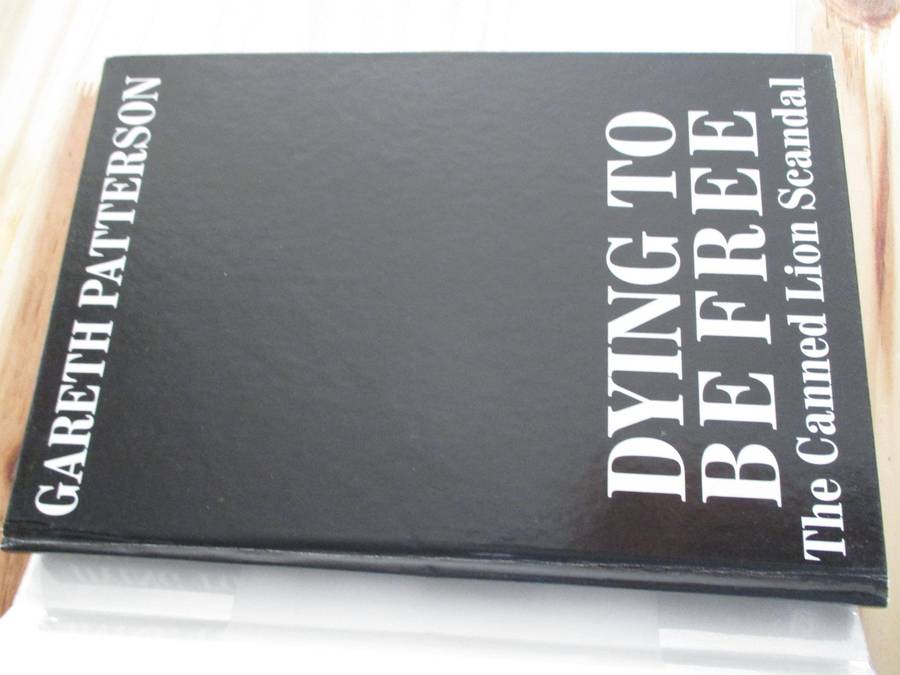 GARETH PATTERSON
DYING TO
BE FREE
The Canned Lion Scandal